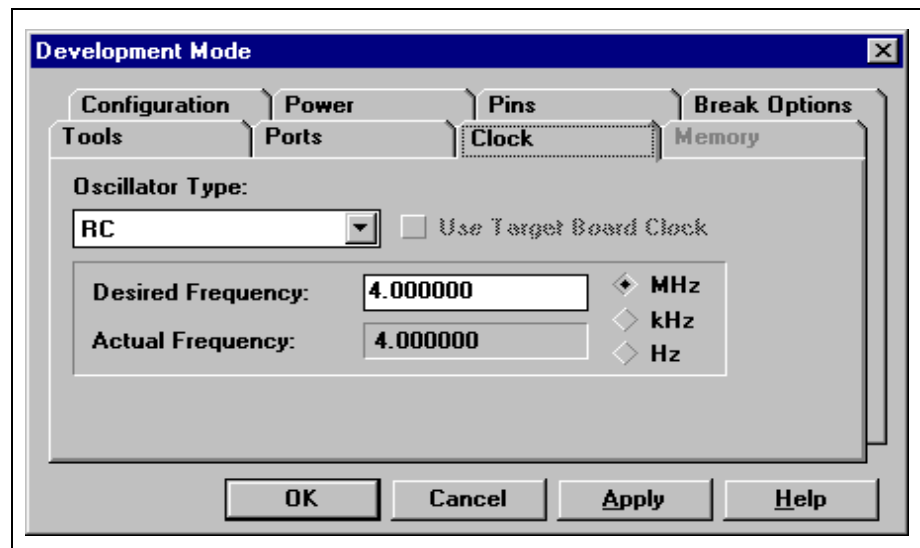 Development Mode
Configuration Power Pins Break Options
Tools Ports Clock Memory
Oscillator Type:
RC Use Target Board Clock
Desired Frequency: 4.000000 MHz
kHz
Actual Frequency: 4.000000
Hz
OK Cancel Apply Help